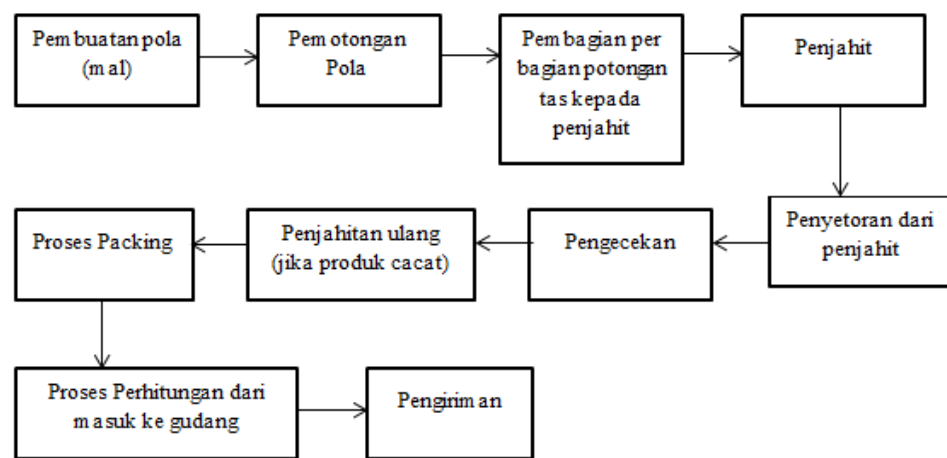 Pembuatan pola
(mal)
Pemotongan
Pola
Pembagian per
bagian potongan
tas kepada
penjahit
Penjahit
Penyetoran dari
penjahit
Pengecekan
Penjahitan ulang
(jika produk cacat)
Proses Packing
Proses Perhitungan dari
masuk ke gudang
Pengiriman